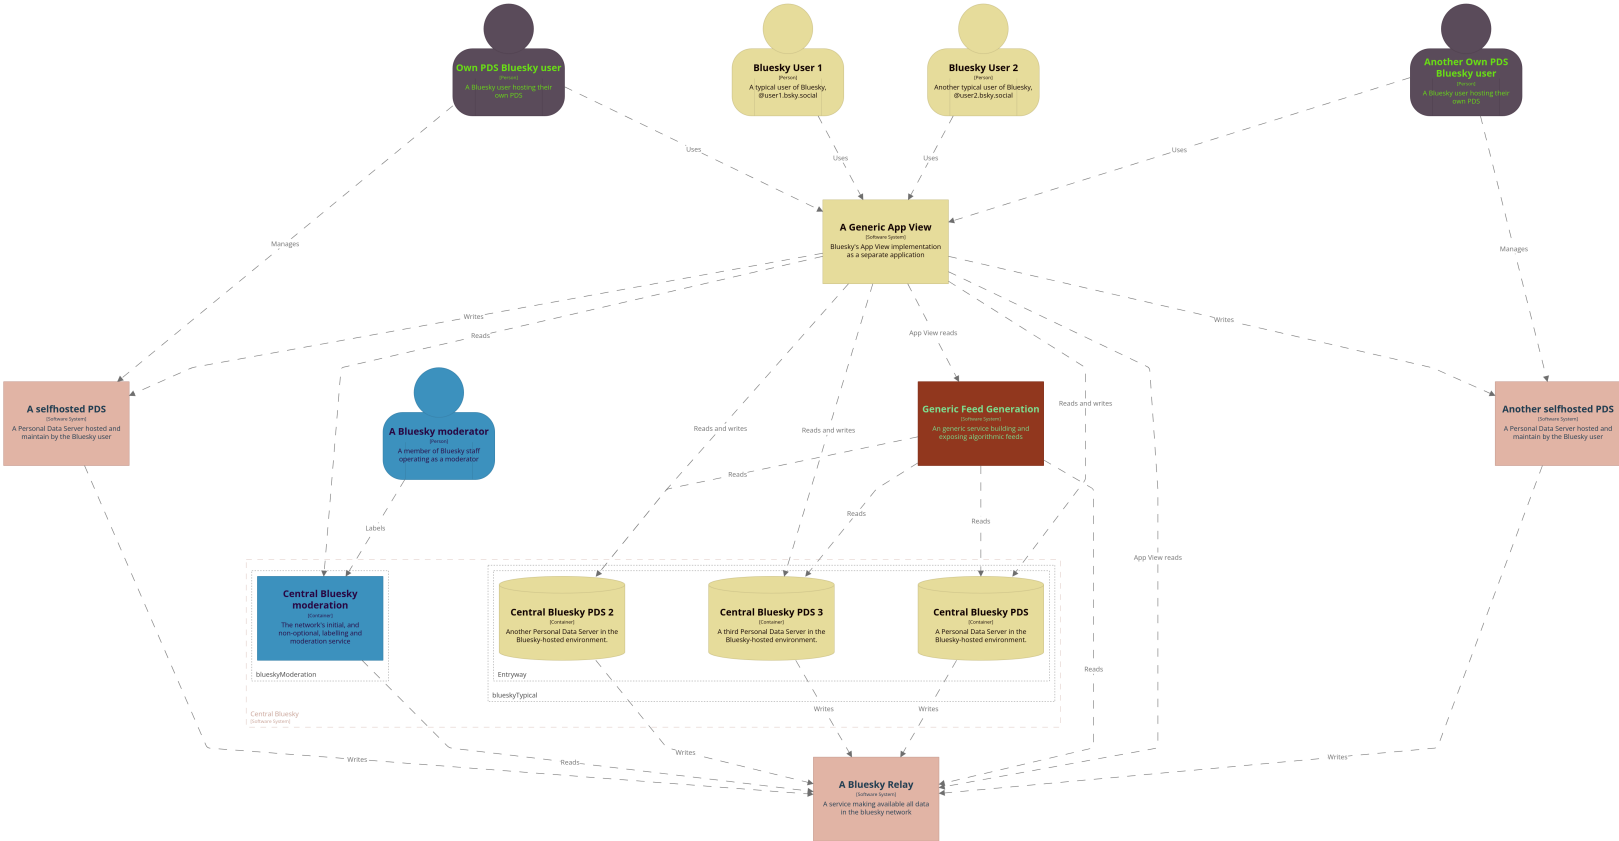 Own PDS Bluesky user
[Person]
A Bluesky user hosting their
own PDS
Bluesky User 1
[Person]
A typical user of Bluesky,
@user1.bsky.social
Bluesky User 2
[Person]
Another typical user of Bluesky,
@user2.bsky.social
Another Own PDS
Bluesky user
[Person]
A Bluesky user hosting their
own PDS
Uses
Uses
Uses
Uses
Manages
Manages
A Generic App View
[Software System]
Bluesky's App View implementation
as a separate application
Writes
Reads
App View reads
Writes
Reads and writes
Reads and writes
Reads and writes
A selfhosted PDS
[Software System]
A Personal Data Server hosted and
maintain by the Bluesky user
A Bluesky moderator
[Person]
A member of Bluesky staff
operating as a moderator
Generic Feed Generation
[Software System]
An generic service building and
exposing algorithmic feeds
Another selfhosted PDS
[Software System]
A Personal Data Server hosted and
maintain by the Bluesky user
Reads
Labels
Reads
Reads
App View reads
Central Bluesky
moderation
[Container]
The network's initial, and
non-optional, labelling and
moderation service
blueskyModeration
Central Bluesky PDS 2
[Container]
Another Personal Data Server in the
Bluesky-hosted environment.
Central Bluesky PDS 3
[Container]
A third Personal Data Server in the
Bluesky-hosted environment.
Central Bluesky PDS
[Container]
A Personal Data Server in the
Bluesky-hosted environment.
Entryway
blueskyTypical
Reads
Central Bluesky
[Software System]
Writes
Writes
Writes
Writes
Reads
Writes
A Bluesky Relay
[Software System]
A service making available all data
in the bluesky network